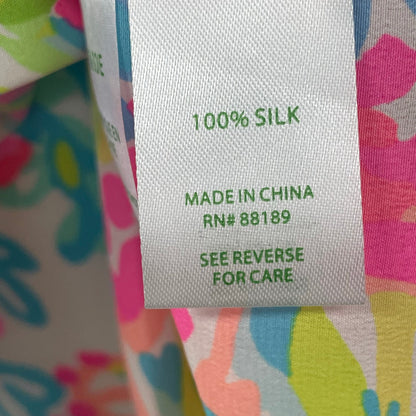 100% SILK
MADE IN CHINA
RN# 88189
SEE REVERSE
FOR CARE